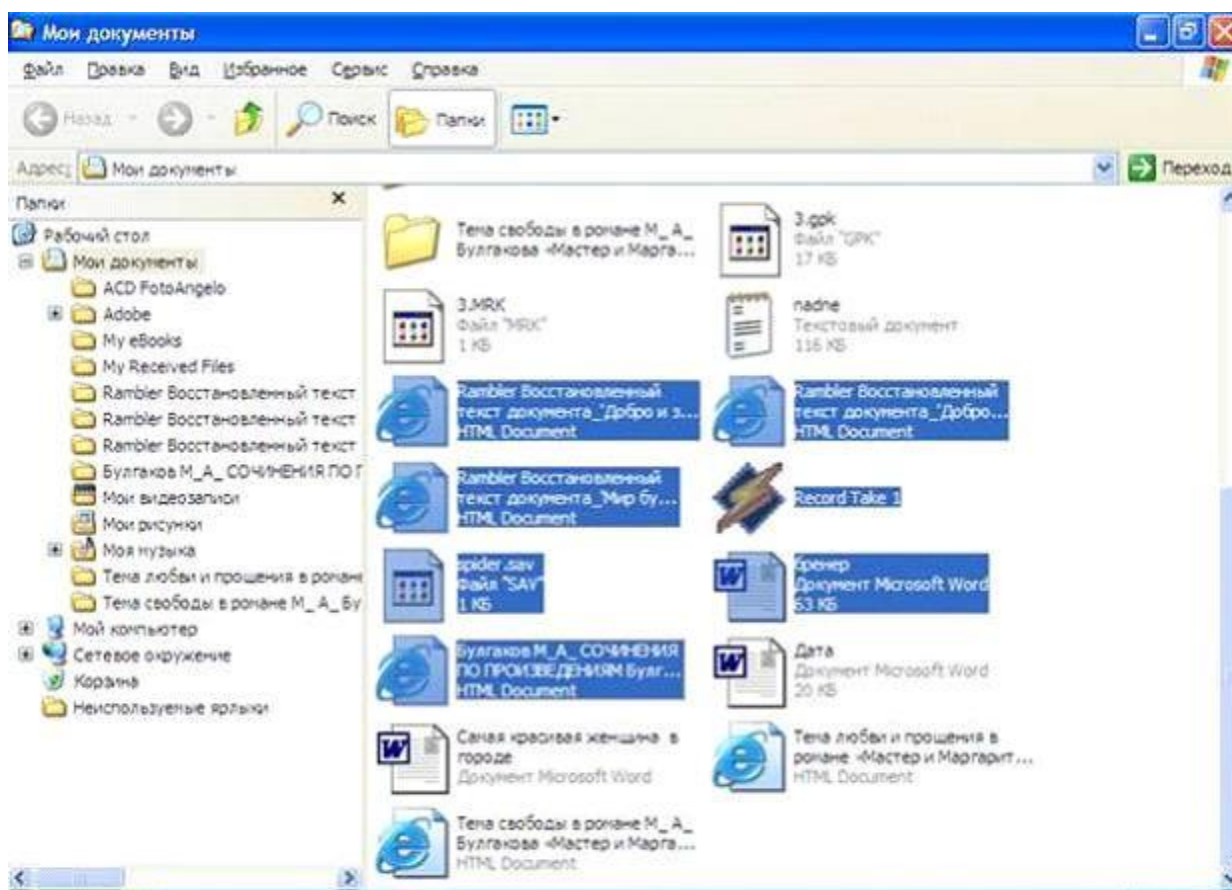 Мои документы
Файл Правка Вид Избранное Сервис Справка
Назад Поиск Папки
Адрес: Мои документы Переход
Папки
Рабочий стол
Мои документы
ACD FotoAngelo
Adobe
My eBooks
My Received Files
Rambler Восстановленный текст
Rambler Восстановленный текст
Rambler Восстановленный текст
Булгаков М_А_ СОЧИНЕНИЯ ПО П
Мои видеозаписи
Мои рисунки
Моя музыка
Тема любви и прощения в романе
Тема свободы в романе М_ А_ Бу
Мой компьютер
Сетевое окружение
Корзина
Неиспользуемые ярлыки
Тема свободы в романе М_ А_
Булгакова «Мастер и Марга...
3.gpk
Файл "GPK"
17 КБ
3.MRK
Файл "MRK"
1 КБ
nadne
Текстовый документ
116 КБ
Rambler Восстановленный
текст документа_'Добро и з...
HTML Document
Rambler Восстановленный
текст документа_'Добро...
HTML Document
Rambler Восстановленный
текст документа_'Мир бу...
HTML Document
Record Take 1
spider.sav
Файл "SAV"
1 КБ
бренер
Документ Microsoft Word
63 КБ
Булгаков М_А_ СОЧИНЕНИЯ
ПО ПРОИЗВЕДЕНИЯМ Булг...
HTML Document
Дата
Документ Microsoft Word
20 КБ
Самая красивая женщина в
городе
Документ Microsoft Word
Тема любви и прощения в
романе «Мастер и Маргарит...
HTML Document
Тема свободы в романе М_ А_
Булгакова «Мастер и Марга...
HTML Document